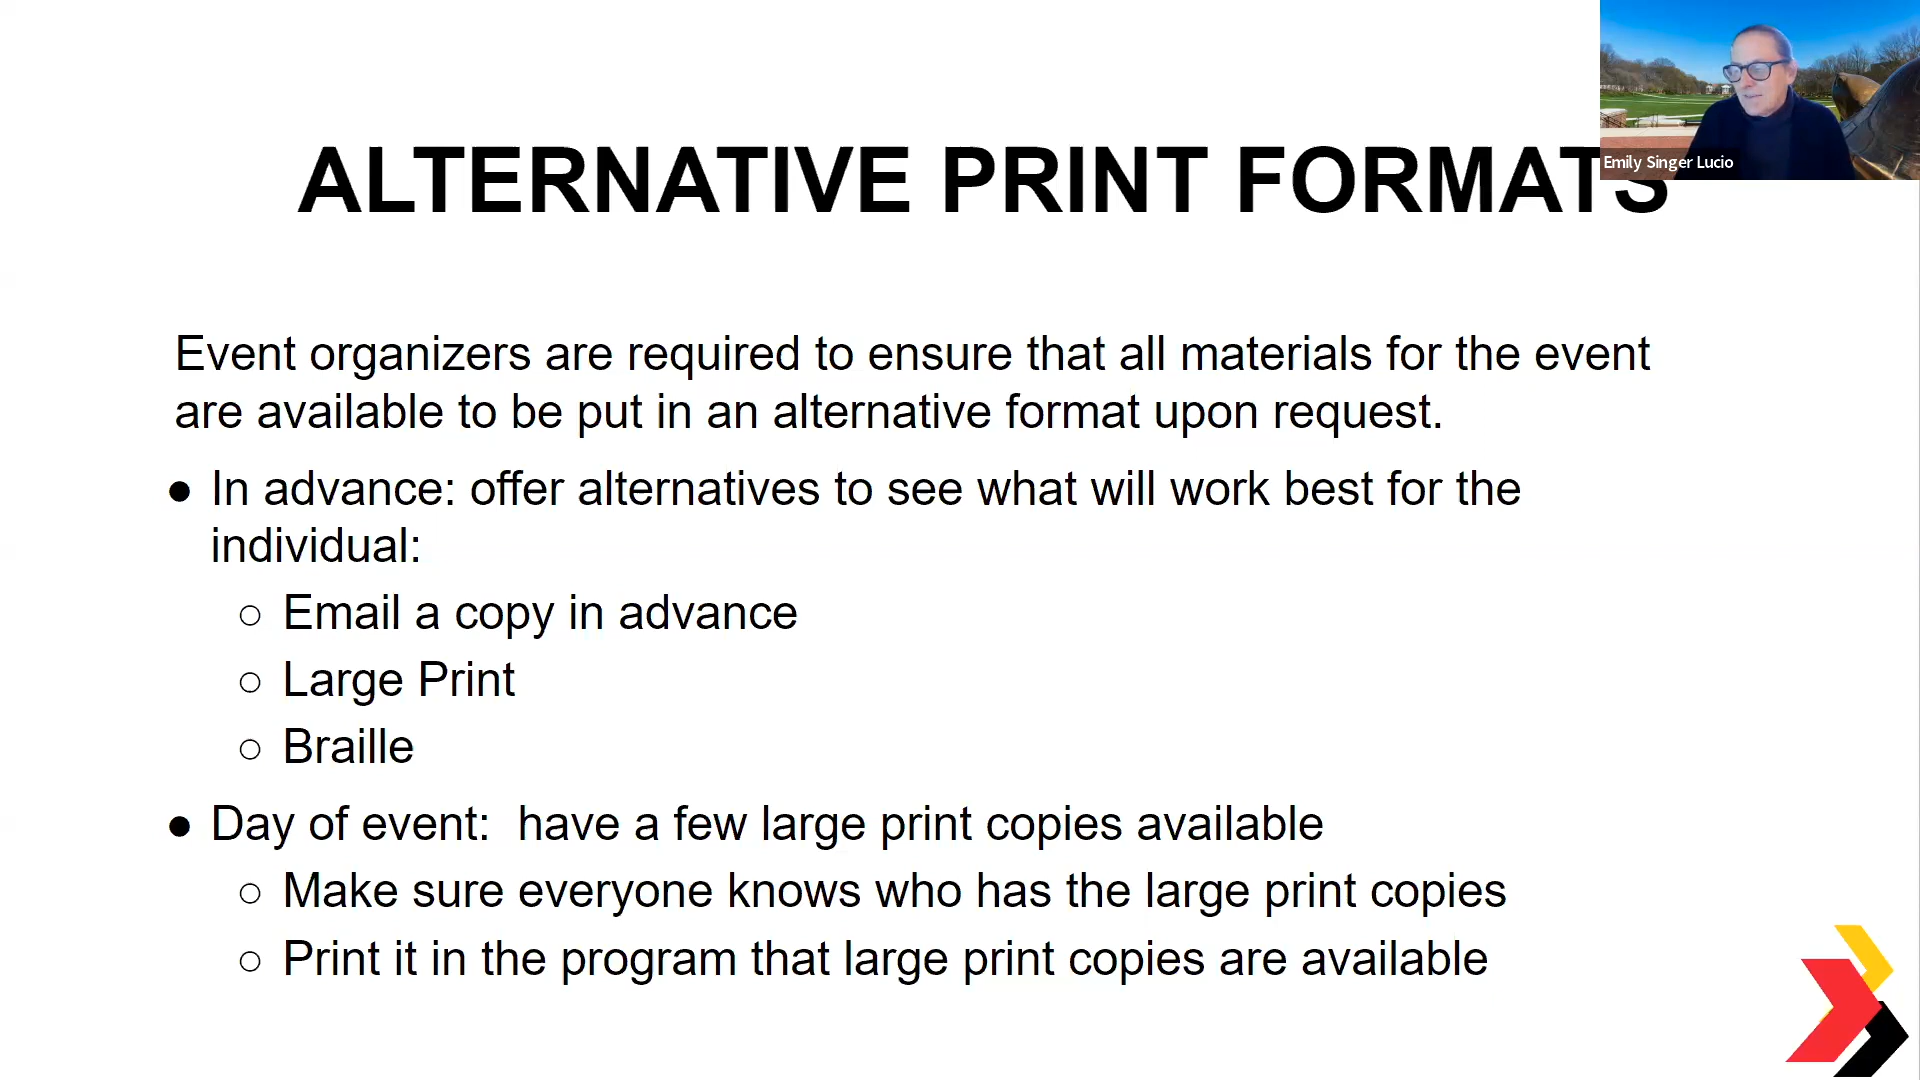 ALTERNATIVE PRINT FORMATS
Emily Singer Lucio
Event organizers are required to ensure that all materials for the event
are available to be put in an alternative format upon request.
● In advance: offer alternatives to see what will work best for the
individual:
○ Email a copy in advance
○ Large Print
○ Braille
● Day of event:  have a few large print copies available
○ Make sure everyone knows who has the large print copies
○ Print it in the program that large print copies are available